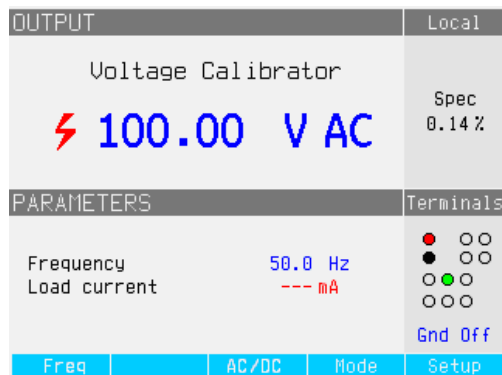 OUTPUT
Local
Voltage Calibrator
100.00 V AC
Spec
0.14%
PARAMETERS
Terminals
Frequency 50.0 Hz
Load current --- mA
Gnd Off
Freq AC/DC Mode Setup